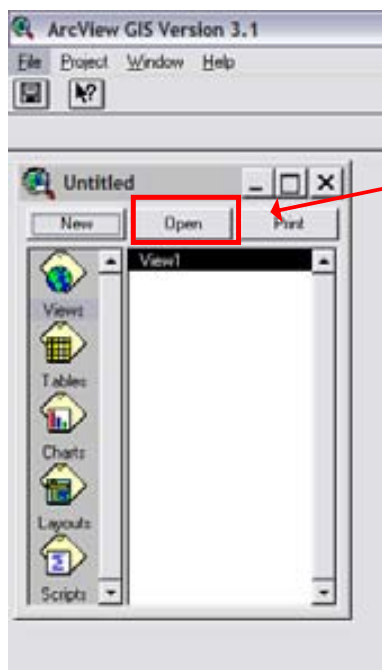 ArcView GIS Version 3.1
File Project Window Help
Untitled
New Open Print
View1
Views
Tables
Charts
Layouts
Scripts